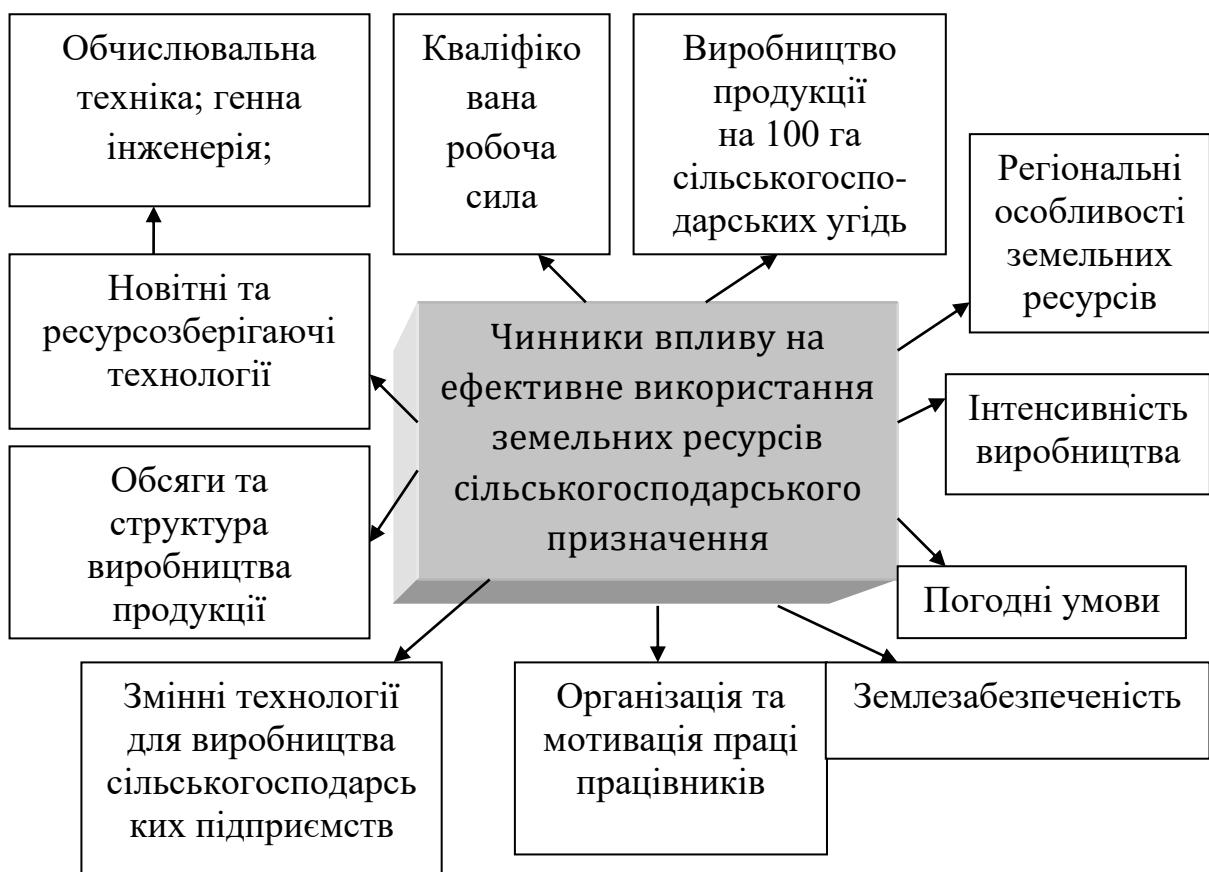 Обчислювальна
техніка; генна
інженерія;
Кваліфіко
вана
робоча
сила
Виробництво
продукції
на 100 га
сільськогоспо-
дарських угідь
Регіональні
особливості
земельних
ресурсів
Новітні та
ресурсозберігаючі
технології
Чинники впливу на
ефективне використання
земельних ресурсів
сільськогосподарського
призначення
Інтенсивність
виробництва
Обсяги та
структура
виробництва
продукції
Погодні умови
Змінні технології
для виробництва
сільськогосподарсь
ких підприємств
Організація та
мотивація праці
працівників
Землезабезпеченість